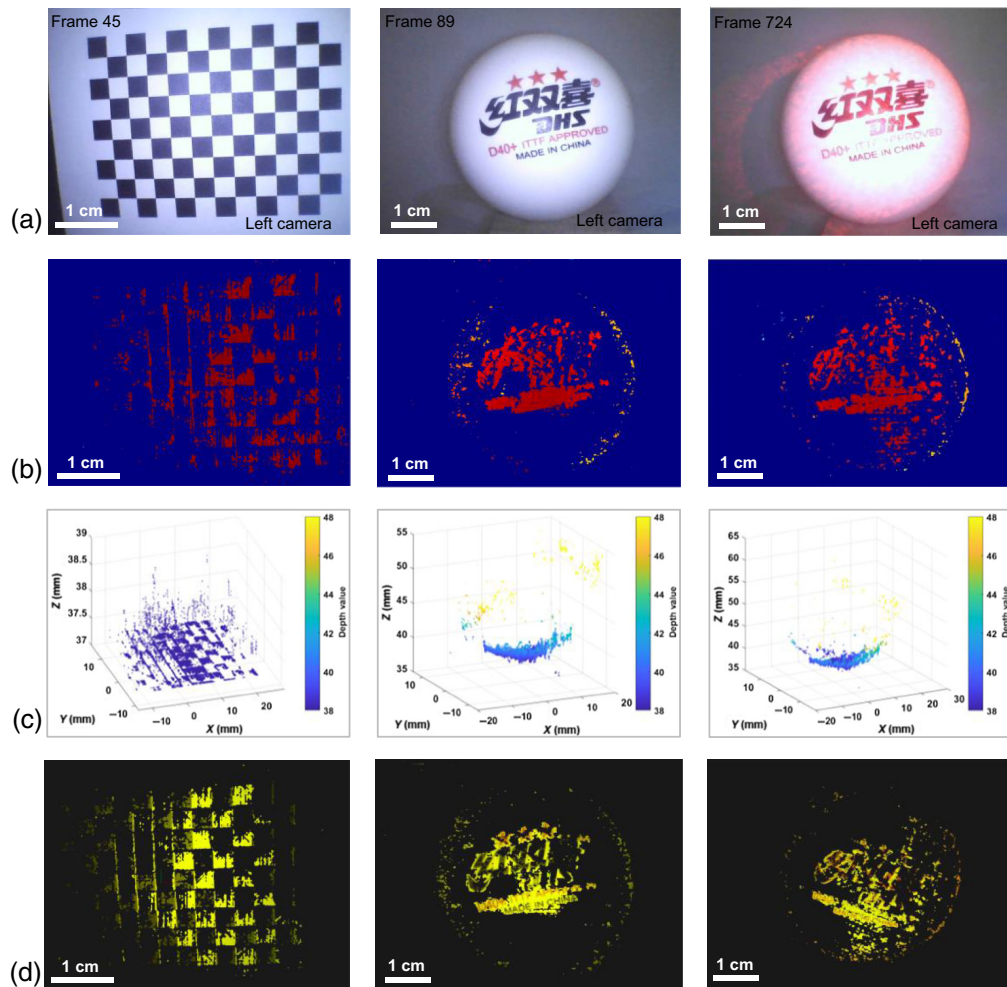 Frame 45
Left camera
1 cm
(a)
Frame 89
红双喜®
DHS
D40+ ITTF APPROVED
MADE IN CHINA
Left camera
1 cm
Frame 724
红双喜®
DHS
D40+ ITTF APPROVED
MADE IN CHINA
Left camera
1 cm
(b)
1 cm
1 cm
1 cm
(c)
39
38.5
38
37.5
37
Z (mm)
10
0
−10
Y (mm)
−10
0
10
20
X (mm)
48
46
44
42
40
38
Depth value
55
50
45
40
35
Z (mm)
10
0
−10
Y (mm)
−20
−10
0
10
20
X (mm)
48
46
44
42
40
38
Depth value
65
60
55
50
45
40
35
Z (mm)
10
0
−10
Y (mm)
−20
−10
0
10
20
30
X (mm)
48
46
44
42
40
38
Depth value
(d)
1 cm
MADE IN
1 cm
1 cm